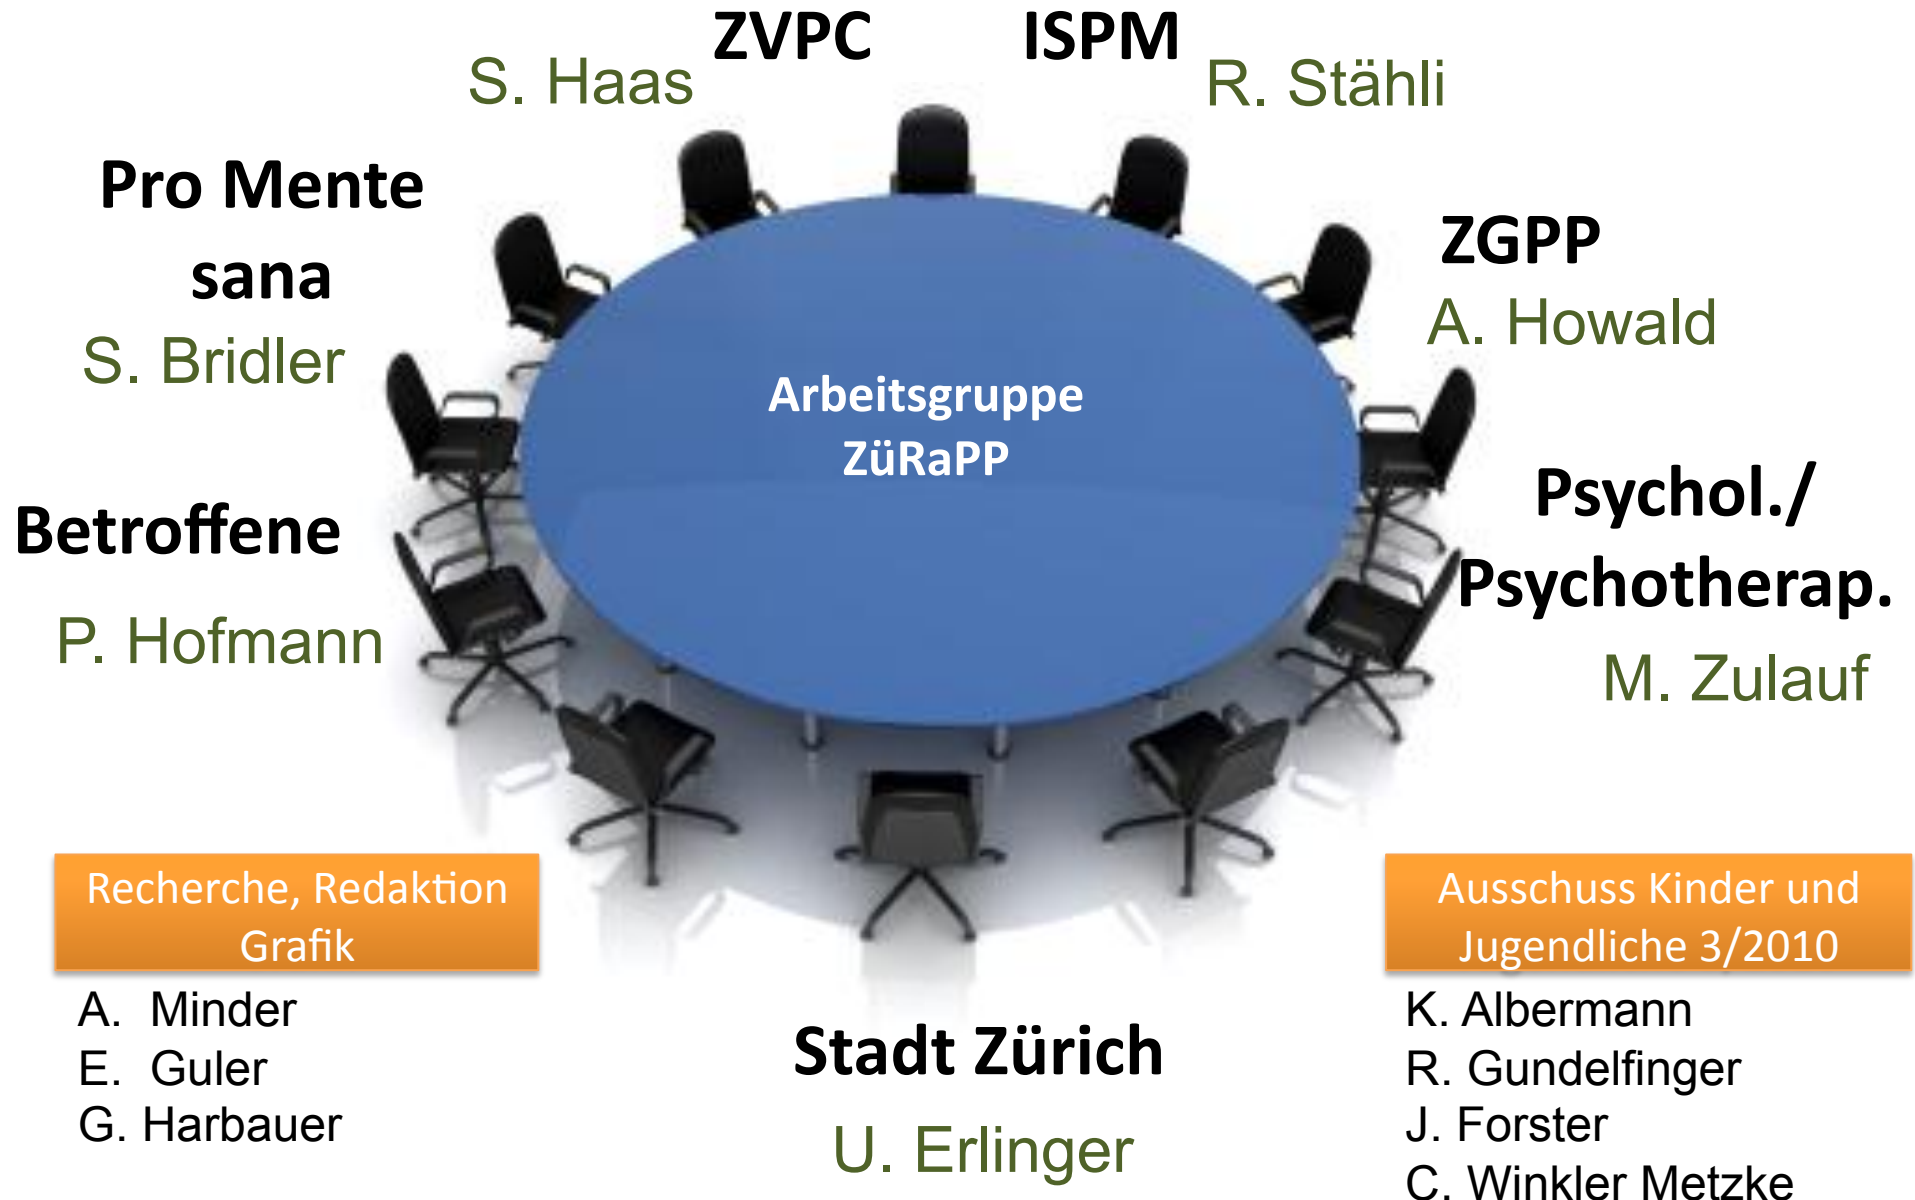 ZVPC
S. Haas
ISPM
R. Stähli
Pro Mente
sana
S. Bridler
ZGPP
A. Howald
Arbeitsgruppe
ZüRaPP
Betroffene
P. Hofmann
Psychol./
Psychotherap.
M. Zulauf
Recherche, Redaktion
Grafik
A. Minder
E. Guler
G. Harbauer
Stadt Zürich
U. Erlinger
Ausschuss Kinder und
Jugendliche 3/2010
K. Albermann
R. Gundelfinger
J. Forster
C. Winkler Metzke